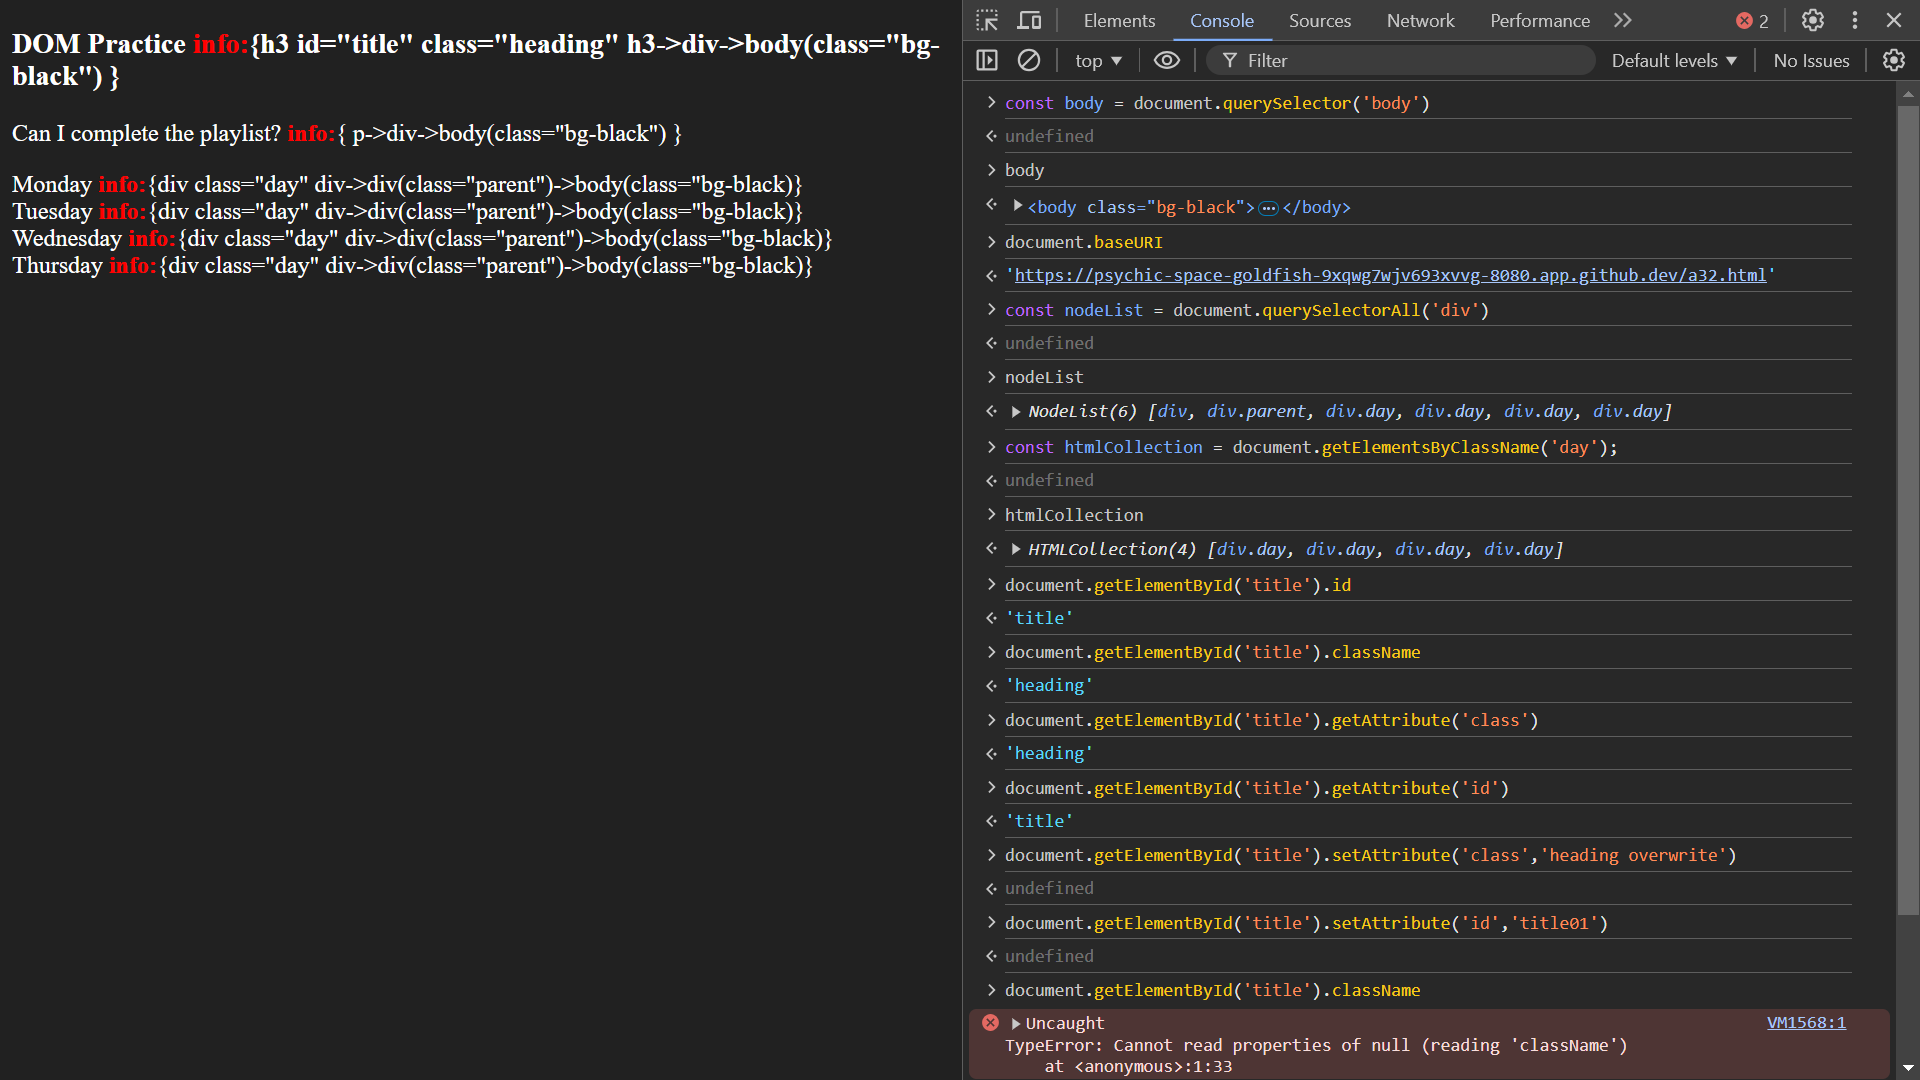 DOM Practice info:{h3 id="title" class="heading" h3->div->body(class="bg-
black") }
Can I complete the playlist? info:{ p->div->body(class="bg-black") }
Monday info:{div class="day" div->div(class="parent")->body(class="bg-black)}
Tuesday info:{div class="day" div->div(class="parent")->body(class="bg-black)}
Wednesday info:{div class="day" div->div(class="parent")->body(class="bg-black)}
Thursday info:{div class="day" div->div(class="parent")->body(class="bg-black)}
Elements Console Sources Network Performance 2
top Filter Default levels No Issues
const body = document.querySelector('body')
undefined
body
<body class="bg-black">…</body>
document.baseURI
'https://psychic-space-goldfish-9xqwg7wjv693xvvg-8080.app.github.dev/a32.html'
const nodeList = document.querySelectorAll('div')
undefined
nodeList
NodeList(6) [div, div.parent, div.day, div.day, div.day, div.day]
const htmlCollection = document.getElementsByClassName('day');
undefined
htmlCollection
HTMLCollection(4) [div.day, div.day, div.day, div.day]
document.getElementById('title').id
'title'
document.getElementById('title').className
'heading'
document.getElementById('title').getAttribute('class')
'heading'
document.getElementById('title').getAttribute('id')
'title'
document.getElementById('title').setAttribute('class','heading overwrite')
undefined
document.getElementById('title').setAttribute('id','title01')
undefined
document.getElementById('title').className
Uncaught VM1568:1
TypeError: Cannot read properties of null (reading 'className')
at <anonymous>:1:33